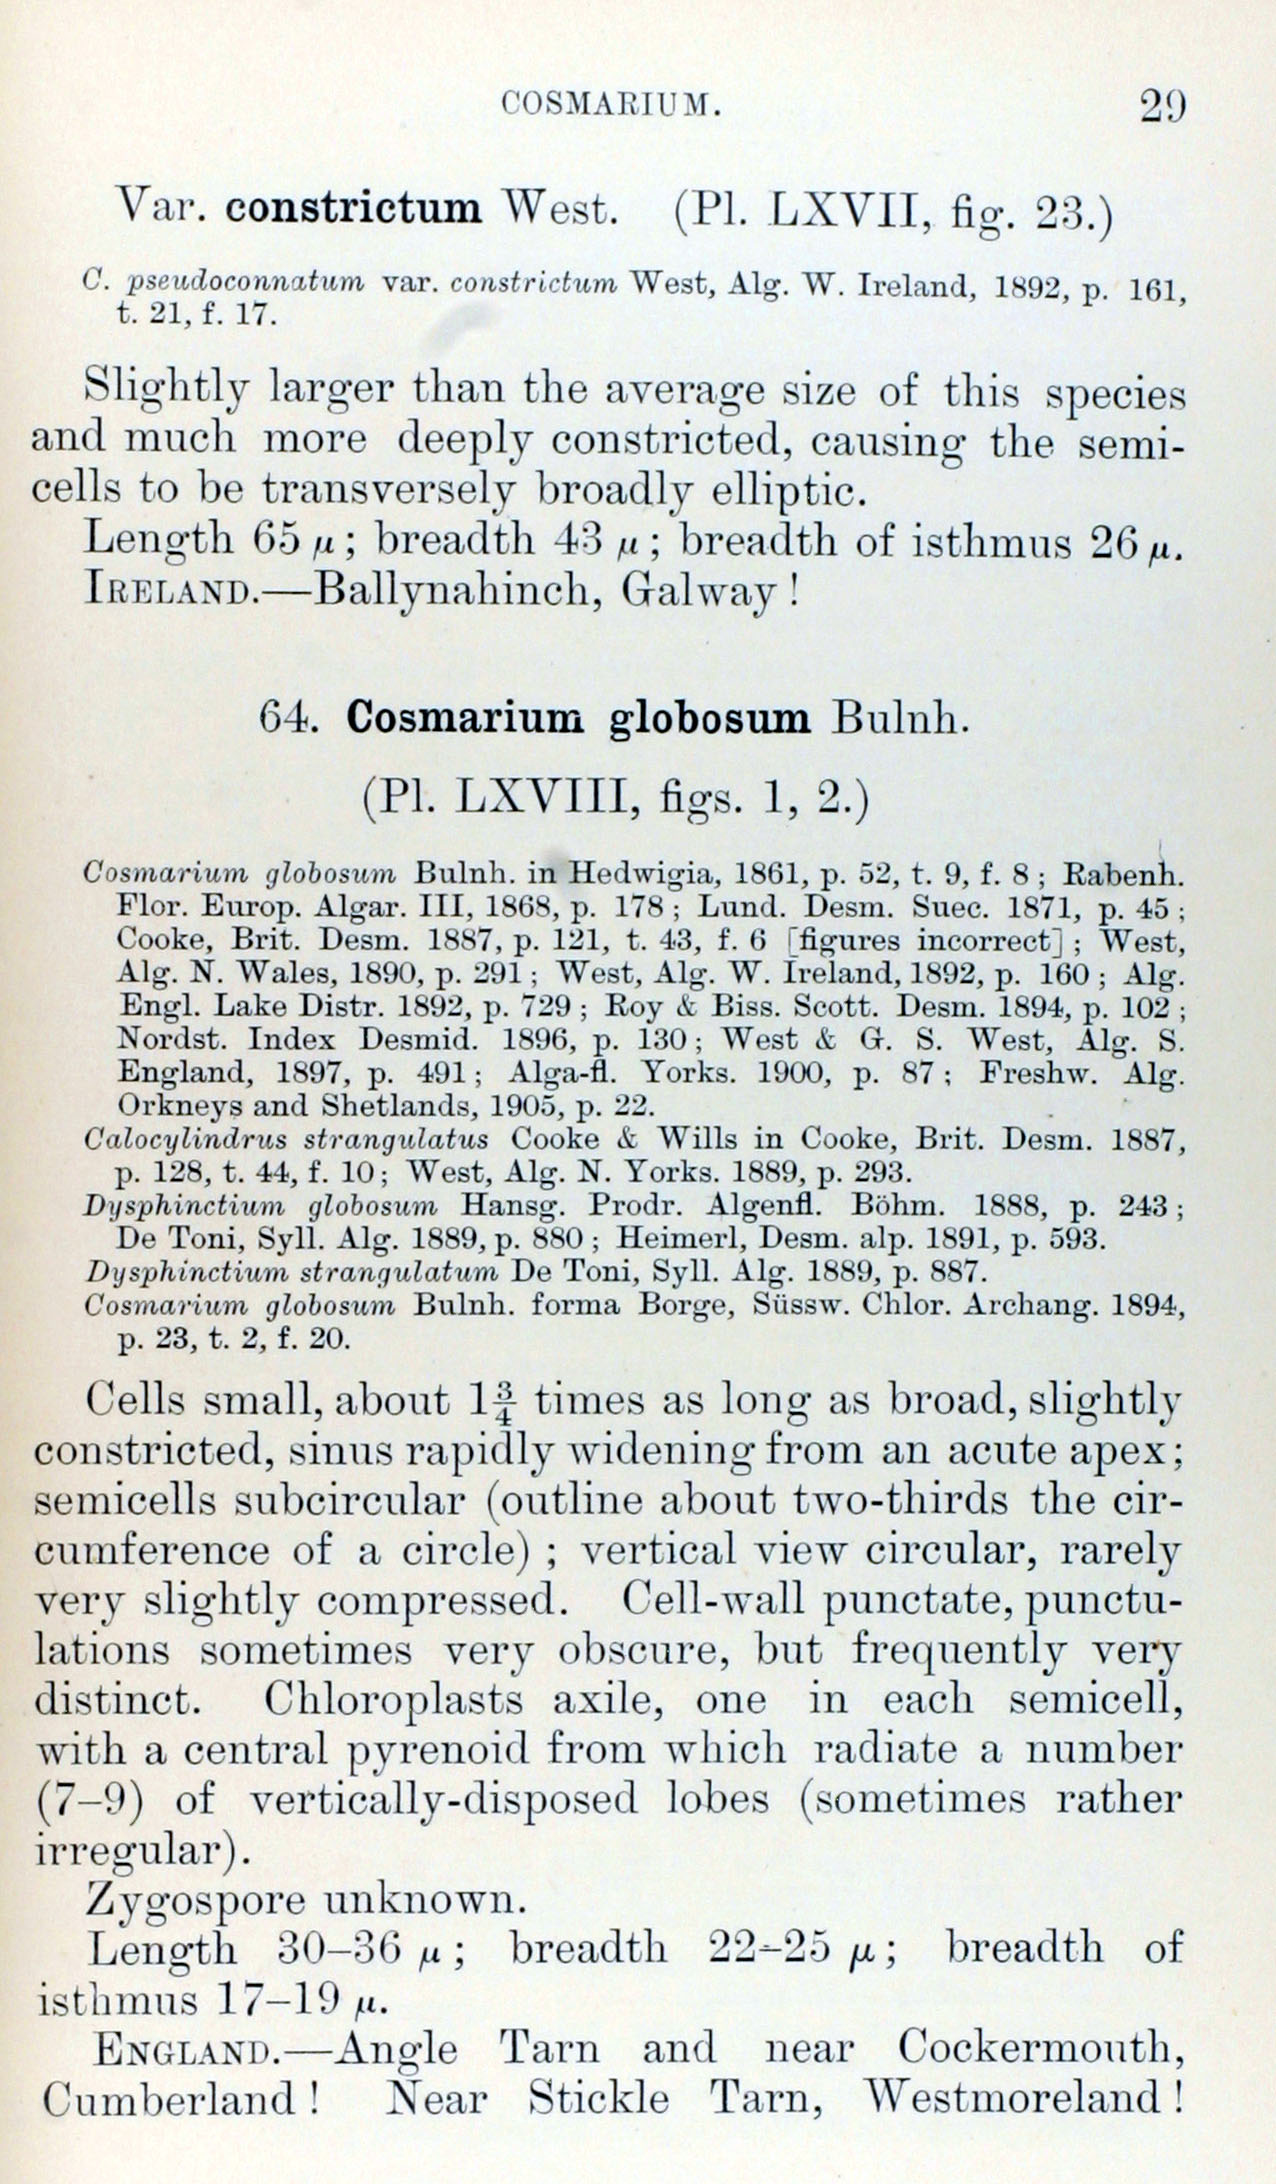 COSMARIUM. 29
Var. constrictum West. (Pl. LXVII, fig. 23.)
C. pseudoconnatum var. constrictum West, Alg. W. Ireland, 1892, p. 161,
t. 21, f. 17.
Slightly larger than the average size of this species
and much more deeply constricted, causing the semi-
cells to be transversely broadly elliptic.
Length 65 μ; breadth 43 μ; breadth of isthmus 26 μ.
IRELAND.—Ballynahinch, Galway!
64. Cosmarium globosum Bulnh.
(Pl. LXVIII, figs. 1, 2.)
Cosmarium globosum Bulnh. in Hedwigia, 1861, p. 52, t. 9, f. 8; Rabenh.
Flor. Europ. Algar. III, 1868, p. 178; Lund. Desm. Suec. 1871, p. 45;
Cooke, Brit. Desm. 1887, p. 121, t. 43, f. 6 [figures incorrect]; West,
Alg. N. Wales, 1890, p. 291; West, Alg. W. Ireland, 1892, p. 160; Alg.
Engl. Lake Distr. 1892, p. 729; Roy & Biss. Scott. Desm. 1894, p. 102;
Nordst. Index Desmid. 1896, p. 130; West & G. S. West, Alg. S.
England, 1897, p. 491; Alga-fl. Yorks. 1900, p. 87; Freshw. Alg.
Orkneys and Shetlands, 1905, p. 22.
Calocylindrus strangulatus Cooke & Wills in Cooke, Brit. Desm. 1887,
p. 128, t. 44, f. 10; West, Alg. N. Yorks. 1889, p. 293.
Dysphinctium globosum Hansg. Prodr. Algenfl. Böhm. 1888, p. 243;
De Toni, Syll. Alg. 1889, p. 880; Heimerl, Desm. alp. 1891, p. 593.
Dysphinctium strangulatum De Toni, Syll. Alg. 1889, p. 887.
Cosmarium globosum Bulnh. forma Borge, Süssw. Chlor. Archang. 1894,
p. 23, t. 2, f. 20.
Cells small, about 1¾ times as long as broad, slightly
constricted, sinus rapidly widening from an acute apex;
semicells subcircular (outline about two-thirds the cir-
cumference of a circle); vertical view circular, rarely
very slightly compressed. Cell-wall punctate, punctu-
lations sometimes very obscure, but frequently very
distinct. Chloroplasts axile, one in each semicell,
with a central pyrenoid from which radiate a number
(7–9) of vertically-disposed lobes (sometimes rather
irregular).
Zygospore unknown.
Length 30–36 μ; breadth 22–25 μ; breadth of
isthmus 17–19 μ.
ENGLAND.—Angle Tarn and near Cockermouth,
Cumberland! Near Stickle Tarn, Westmoreland!